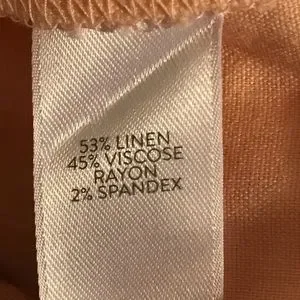 53% LINEN
45% VISCOSE
RAYON
2% SPANDEX